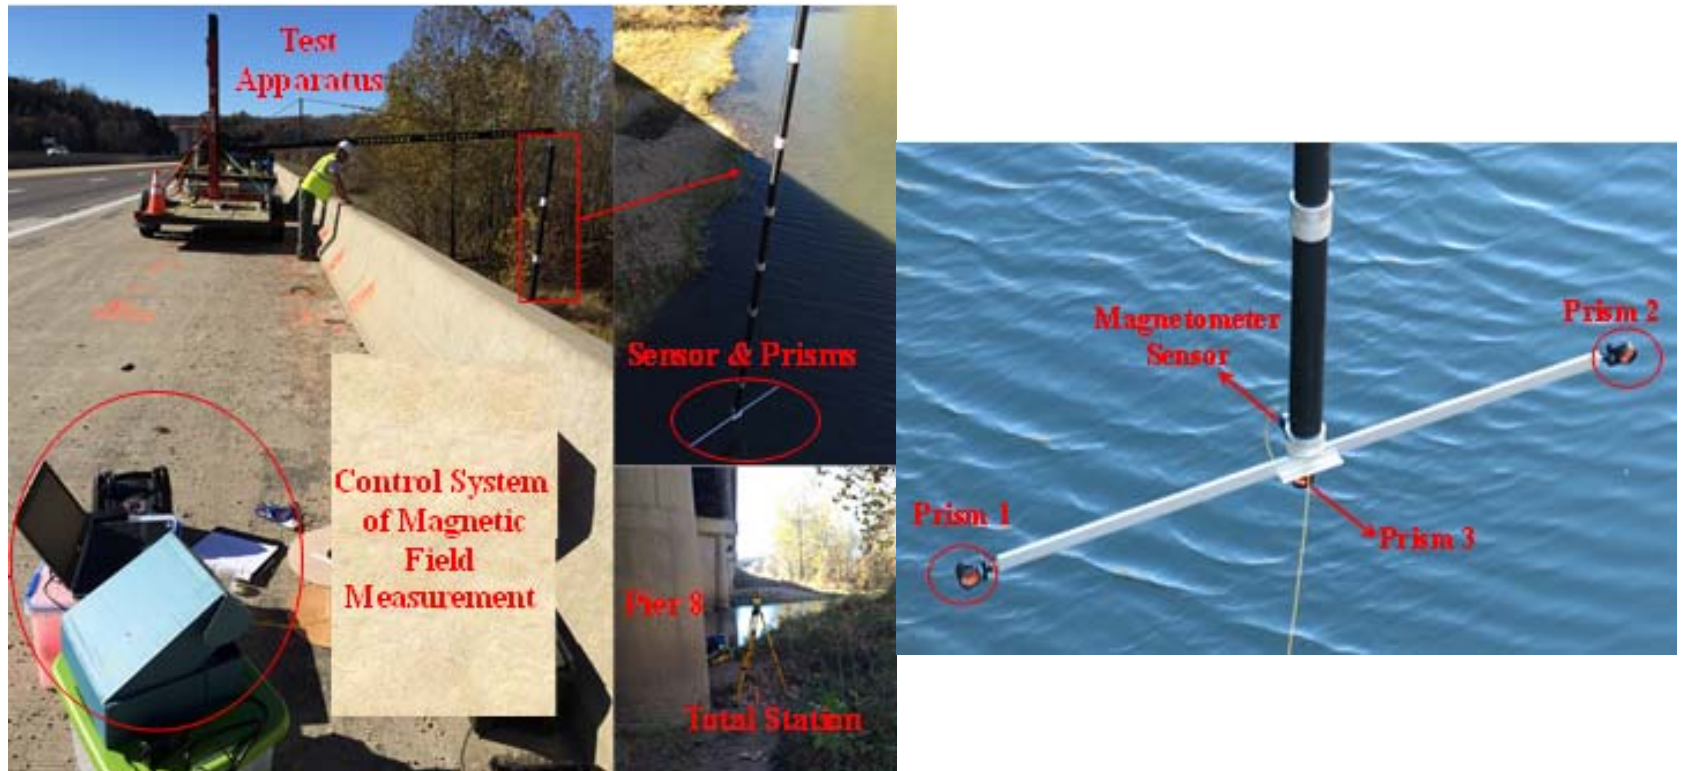 Test
Apparatus
Sensor & Prisms
Control System
of Magnetic
Field
Measurement
Pier 8
Total Station
Magnetometer
Sensor
Prism 2
Prism 1
Prism 3